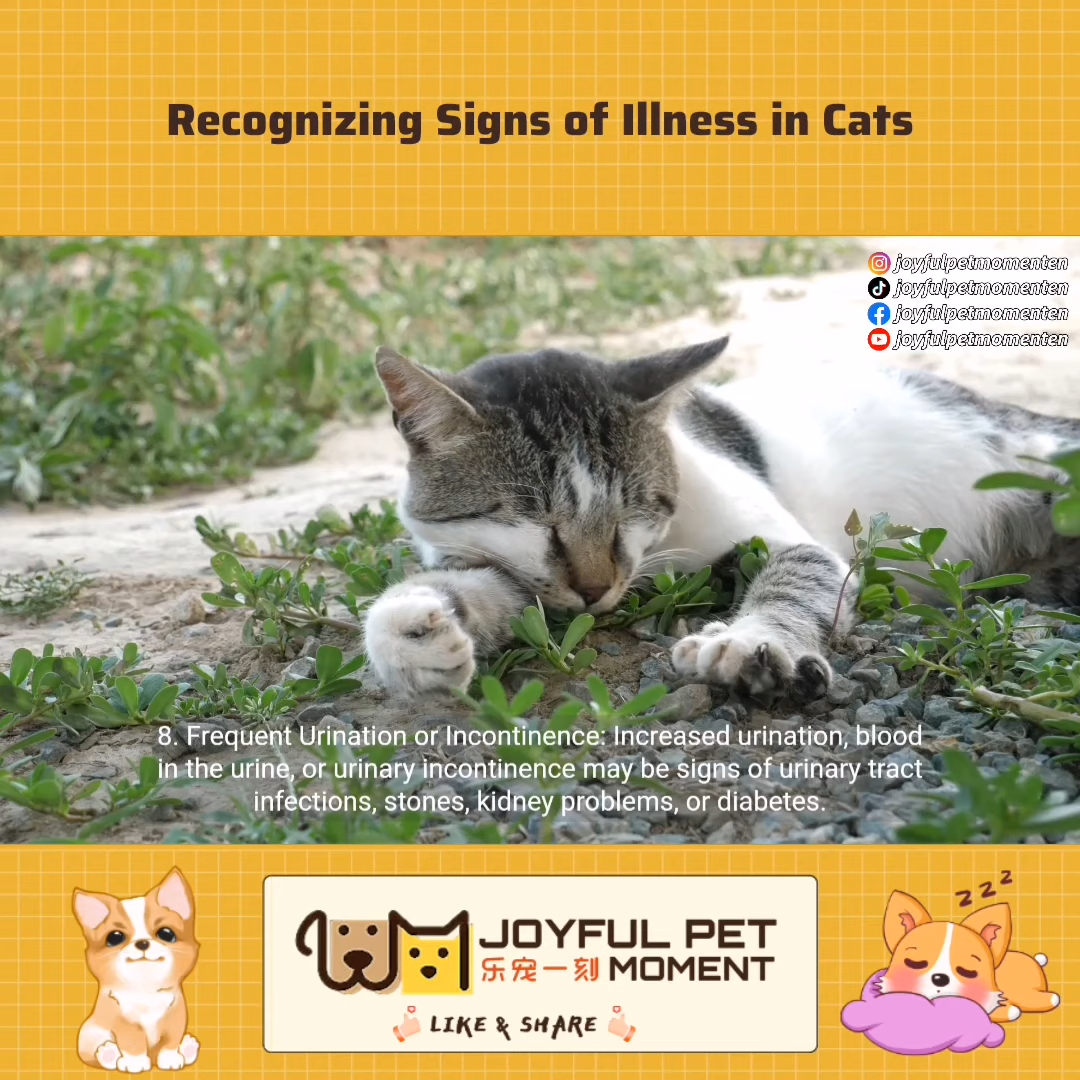 Recognizing Signs of Illness in Cats
joyfulpetmomenten
joyfulpetmomenten
joyfulpetmomenten
joyfulpetmomenten
8. Frequent Urination or Incontinence: Increased urination, blood
in the urine, or urinary incontinence may be signs of urinary tract
infections, stones, kidney problems, or diabetes.
z z z
JOYFUL PET
乐宠一刻 MOMENT
LIKE & SHARE